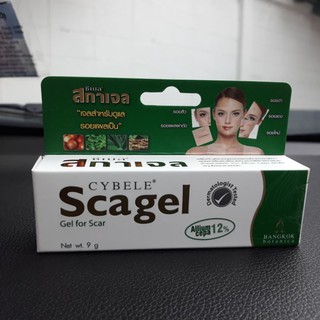 ซีเบล
สกาเจล
"เจลสำหรับดูแล
รอยแผลเป็น"
CYBELE®
Scagel
Gel for Scar
Net wt. 9 g
Dermatologist Tested
Allium
cepa 12%
BANGKOK
botanica